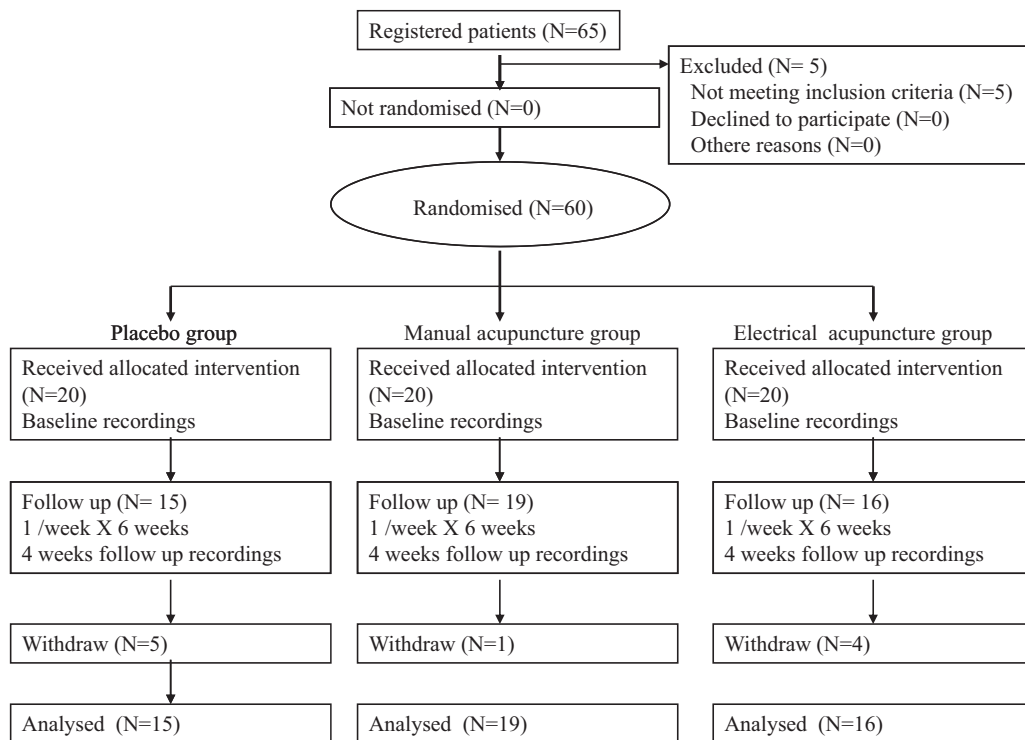 Registered patients (N=65)
Excluded (N= 5)
Not meeting inclusion criteria (N=5)
Declined to participate (N=0)
Othere reasons (N=0)
Not randomised (N=0)
Randomised (N=60)
Placebo group
Manual acupuncture group
Electrical acupuncture group
Received allocated intervention
(N=20)
Baseline recordings
Received allocated intervention
(N=20)
Baseline recordings
Received allocated intervention
(N=20)
Baseline recordings
Follow up (N= 15)
1 /week X 6 weeks
4 weeks follow up recordings
Follow up (N= 19)
1 /week X 6 weeks
4 weeks follow up recordings
Follow up (N= 16)
1 /week X 6 weeks
4 weeks follow up recordings
Withdraw (N=5)
Withdraw (N=1)
Withdraw (N=4)
Analysed (N=15)
Analysed (N=19)
Analysed (N=16)